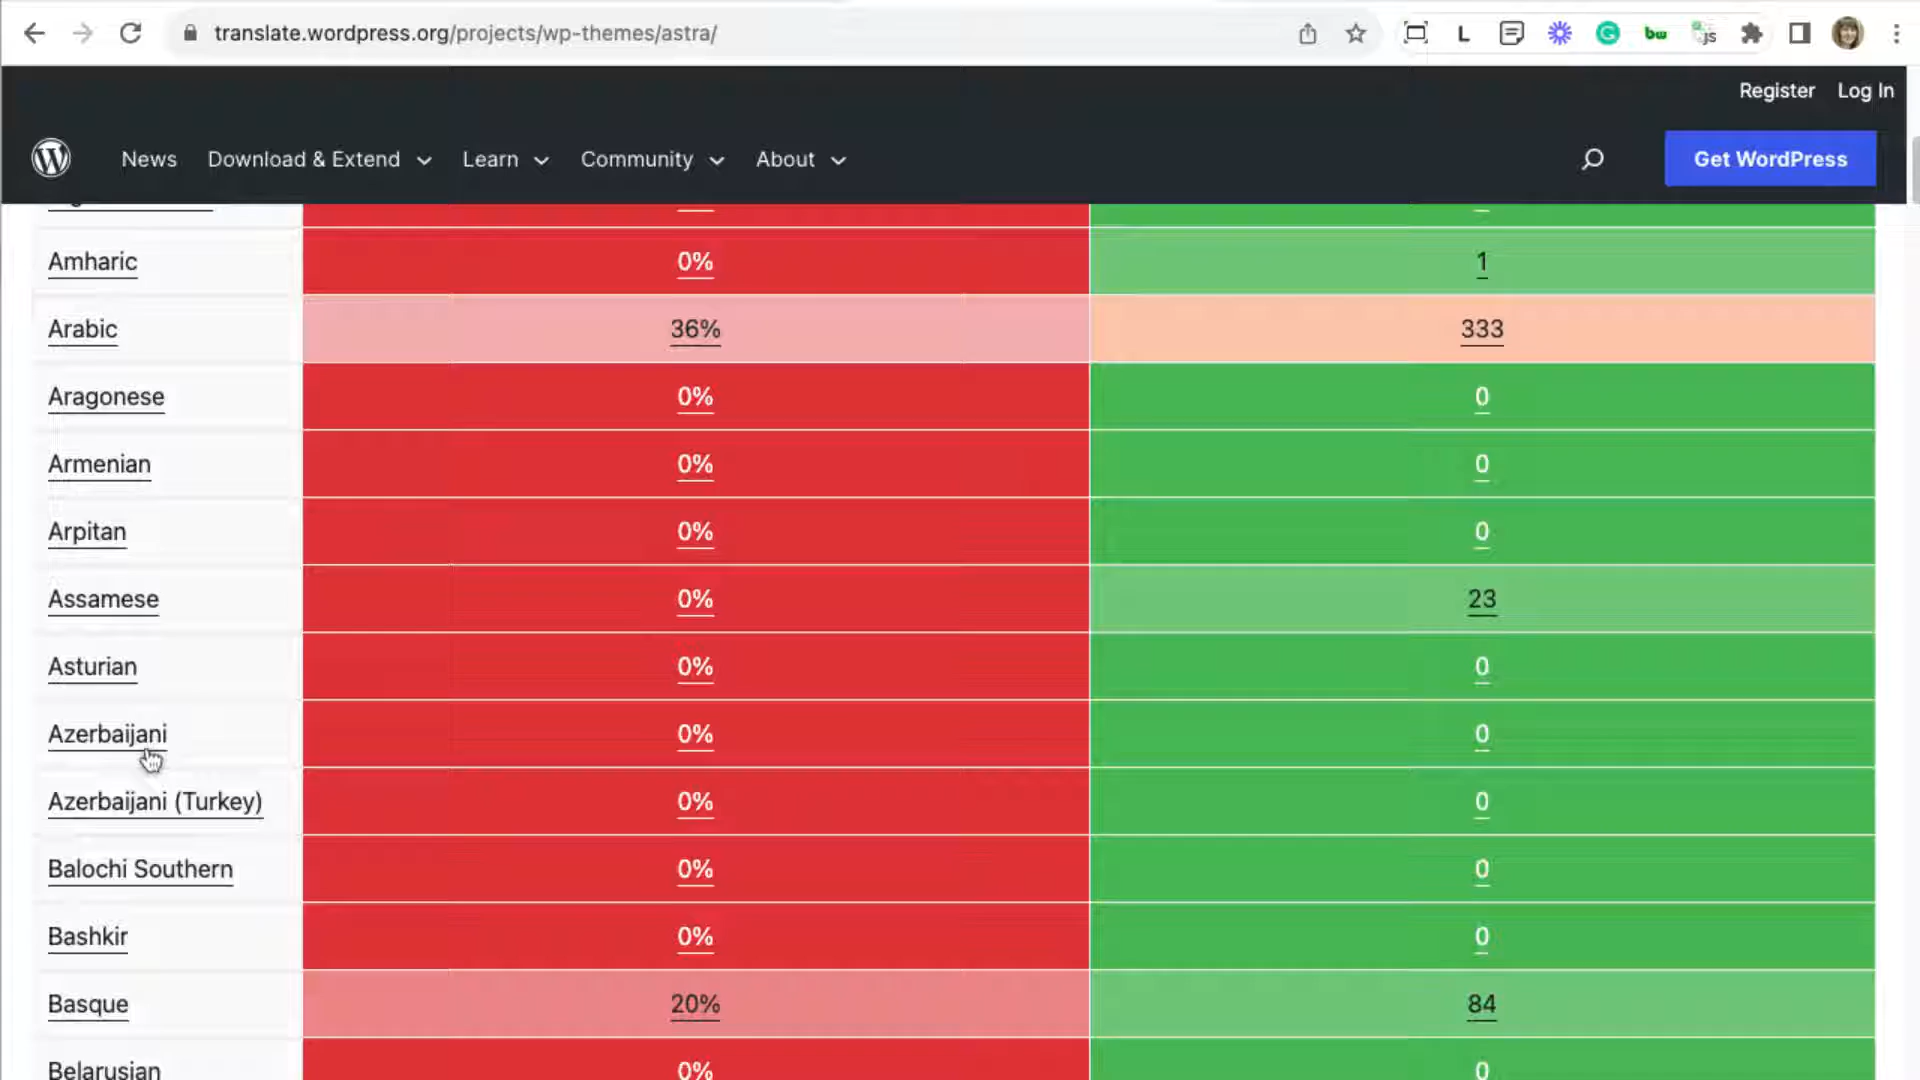 translate.wordpress.org/projects/wp-themes/astra/
L
bw
js
Register Log In
News Download & Extend Learn Community About Get WordPress
Amharic 0% 1
Arabic 36% 333
Aragonese 0% 0
Armenian 0% 0
Arpitan 0% 0
Assamese 0% 23
Asturian 0% 0
Azerbaijani 0% 0
Azerbaijani (Turkey) 0% 0
Balochi Southern 0% 0
Bashkir 0% 0
Basque 20% 84
Belarusian 0% 0